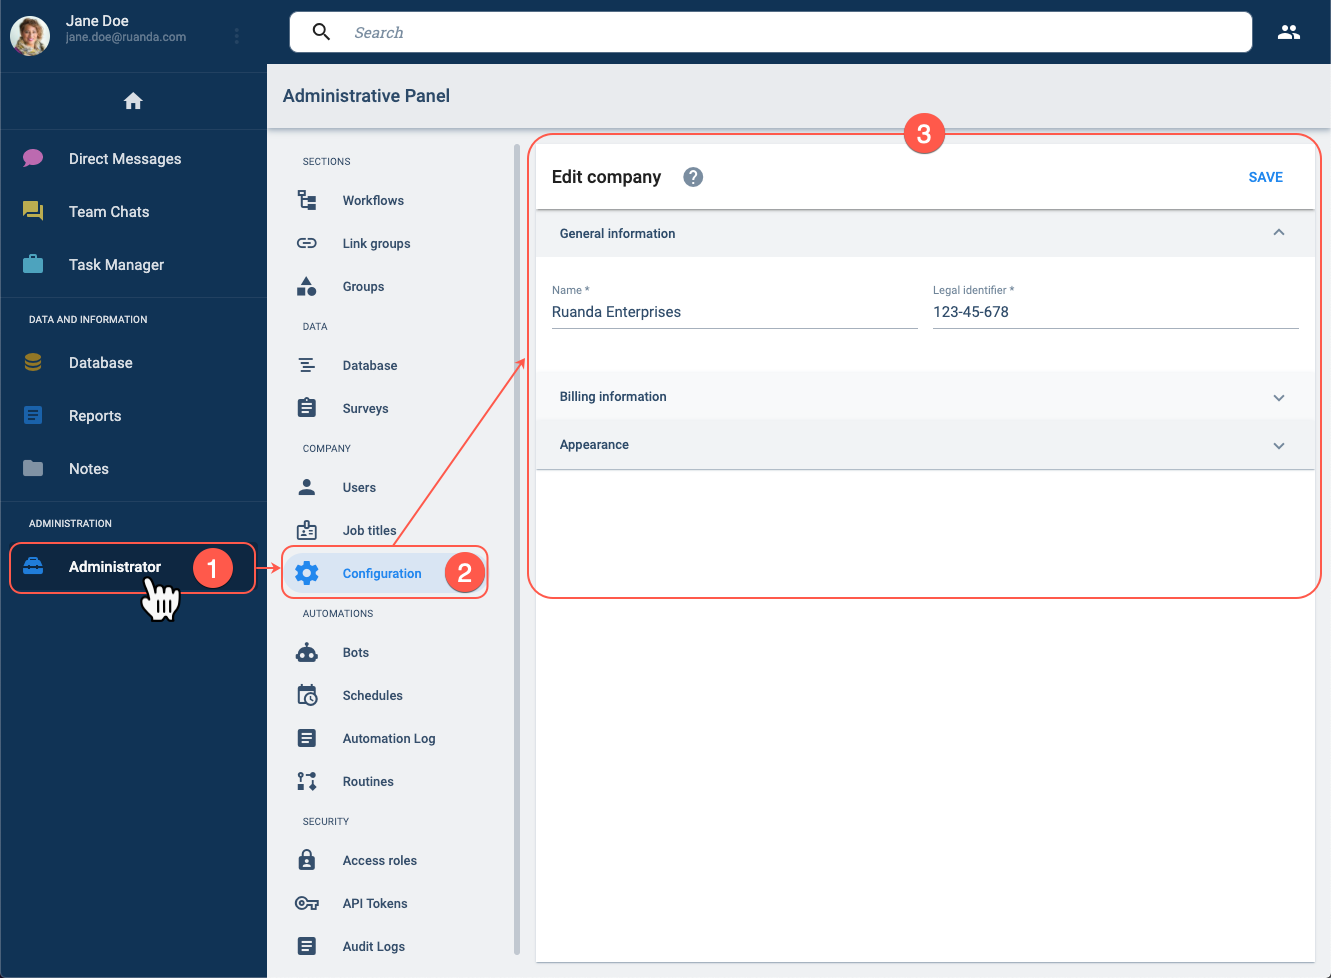 Jane Doe
jane.doe@ruanda.com
Search
Direct Messages
Team Chats
Task Manager
DATA AND INFORMATION
Database
Reports
Notes
ADMINISTRATION
Administrator
1
Administrative Panel
SECTIONS
Workflows
Link groups
Groups
DATA
Database
Surveys
COMPANY
Users
Job titles
Configuration
2
AUTOMATIONS
Bots
Schedules
Automation Log
Routines
SECURITY
Access roles
API Tokens
Audit Logs
3
Edit company ?
SAVE
General information
Name *
Ruanda Enterprises
Legal identifier *
123-45-678
Billing information
Appearance